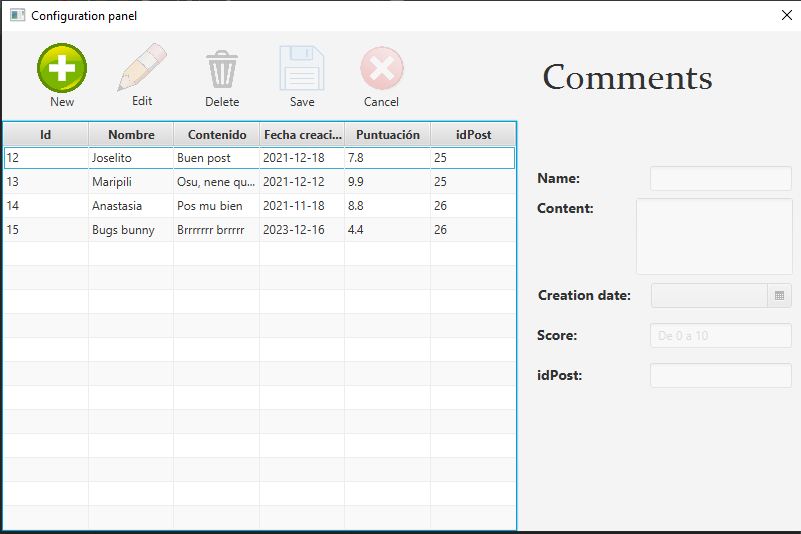 Configuration panel
New Edit Delete Save Cancel
Comments
Id Nombre Contenido Fecha creaci... Puntuación idPost
12 Joselito Buen post 2021-12-18 7.8 25
13 Maripili Osu, nene qu... 2021-12-12 9.9 25
14 Anastasia Pos mu bien 2021-11-18 8.8 26
15 Bugs bunny Brrrrrrr brrrrr 2023-12-16 4.4 26
Name:
Content:
Creation date:
Score: De 0 a 10
idPost: